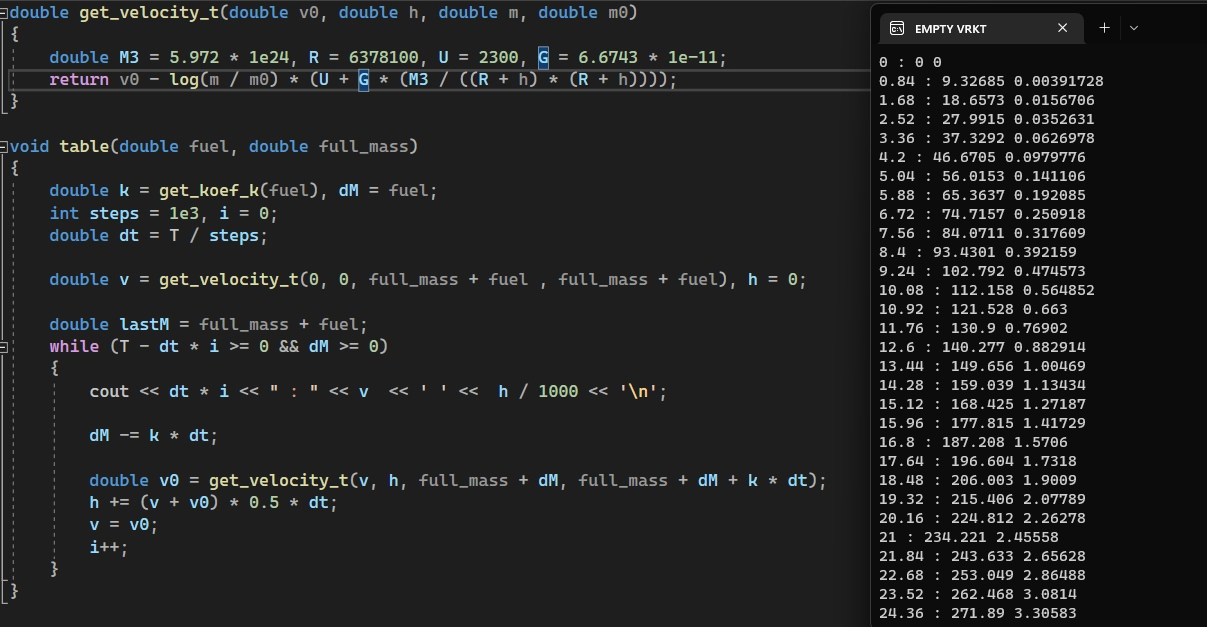 double get_velocity_t(double v0, double h, double m, double m0)
{
double M3 = 5.972 * 1e24, R = 6378100, U = 2300, G = 6.6743 * 1e-11;
return v0 - log(m / m0) * (U + G * (M3 / ((R + h) * (R + h))));
}
void table(double fuel, double full_mass)
{
double k = get_koef_k(fuel), dM = fuel;
int steps = 1e3, i = 0;
double dt = T / steps;
double v = get_velocity_t(0, 0, full_mass + fuel , full_mass + fuel), h = 0;
double lastM = full_mass + fuel;
while (T - dt * i >= 0 && dM >= 0)
{
cout << dt * i << " : " << v  << ' ' <<  h / 1000 << '\n';
dM -= k * dt;
double v0 = get_velocity_t(v, h, full_mass + dM, full_mass + dM + k * dt);
h += (v + v0) * 0.5 * dt;
v = v0;
i++;
}
}
EMPTY VRKT
0 : 0 0
0.84 : 9.32685 0.00391728
1.68 : 18.6573 0.0156706
2.52 : 27.9915 0.0352631
3.36 : 37.3292 0.0626978
4.2 : 46.6705 0.0979776
5.04 : 56.0153 0.141106
5.88 : 65.3637 0.192085
6.72 : 74.7157 0.250918
7.56 : 84.0711 0.317609
8.4 : 93.4301 0.392159
9.24 : 102.792 0.474573
10.08 : 112.158 0.564852
10.92 : 121.528 0.663
11.76 : 130.9 0.76902
12.6 : 140.277 0.882914
13.44 : 149.656 1.00469
14.28 : 159.039 1.13434
15.12 : 168.425 1.27187
15.96 : 177.815 1.41729
16.8 : 187.208 1.5706
17.64 : 196.604 1.7318
18.48 : 206.003 1.9009
19.32 : 215.406 2.07789
20.16 : 224.812 2.26278
21 : 234.221 2.45558
21.84 : 243.633 2.65628
22.68 : 253.049 2.86488
23.52 : 262.468 3.0814
24.36 : 271.89 3.30583